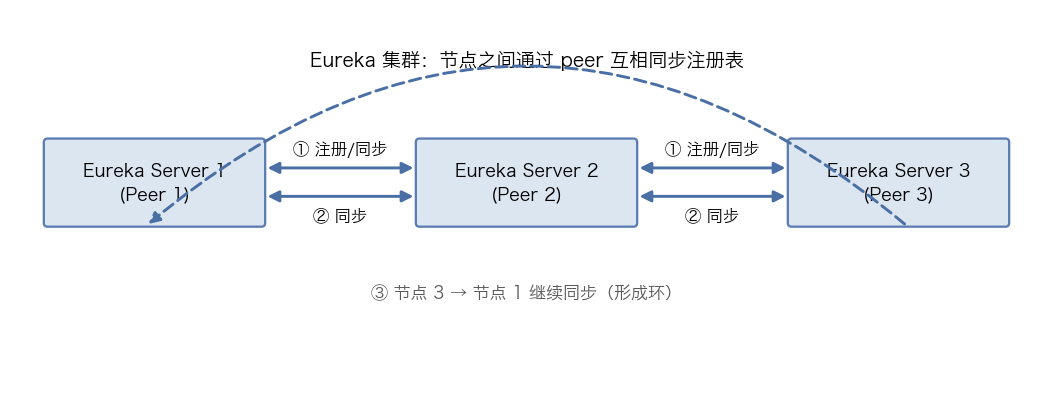 Eureka 集群：节点之间通过 peer 互相同步注册表
① 注册/同步
① 注册/同步
Eureka Server 1
(Peer 1)
Eureka Server 2
(Peer 2)
Eureka Server 3
(Peer 3)
② 同步
② 同步
③ 节点 3 → 节点 1 继续同步（形成环）